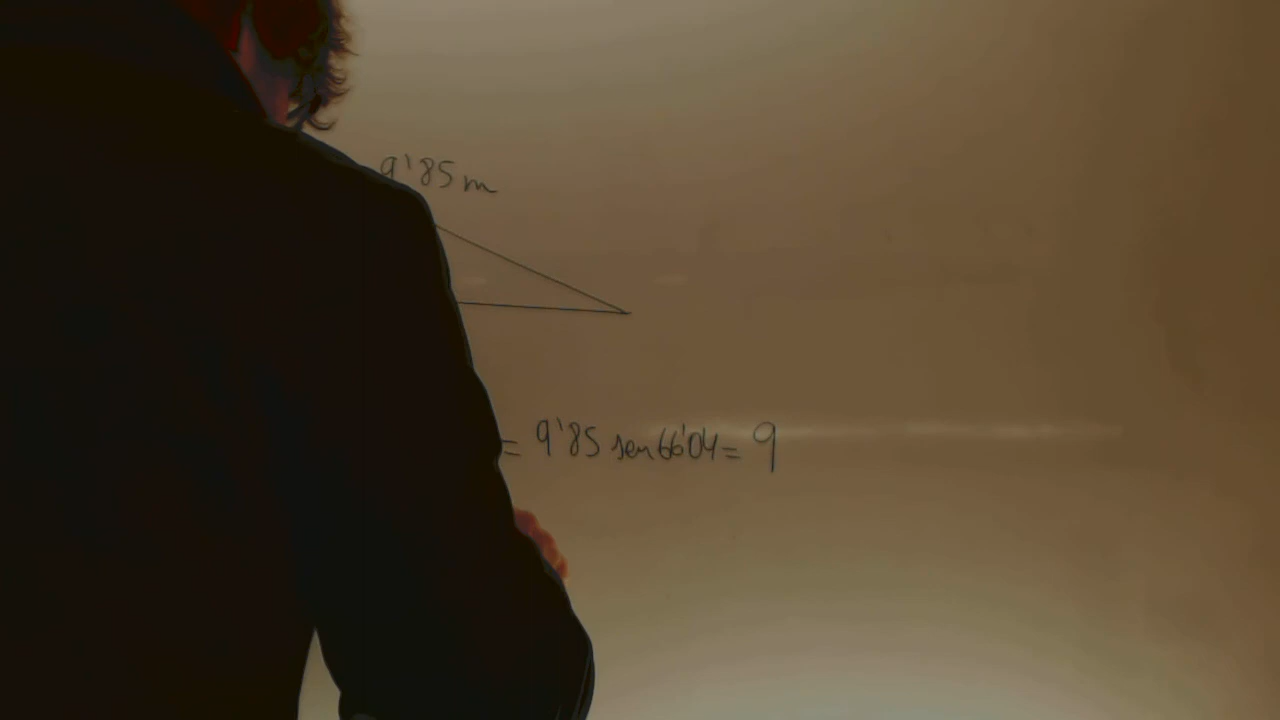 9'85 m
= 9'85 sen 66'04 = 9